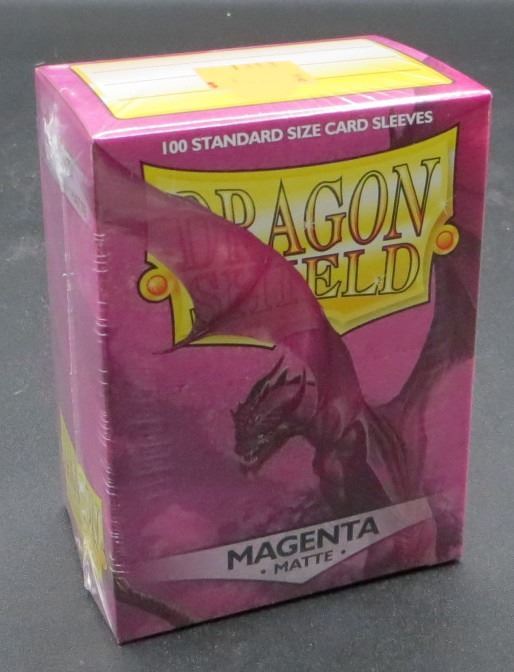 100 STANDARD SIZE CARD SLEEVES
DRAGON
SHIELD
MAGENTA
• MATTE •